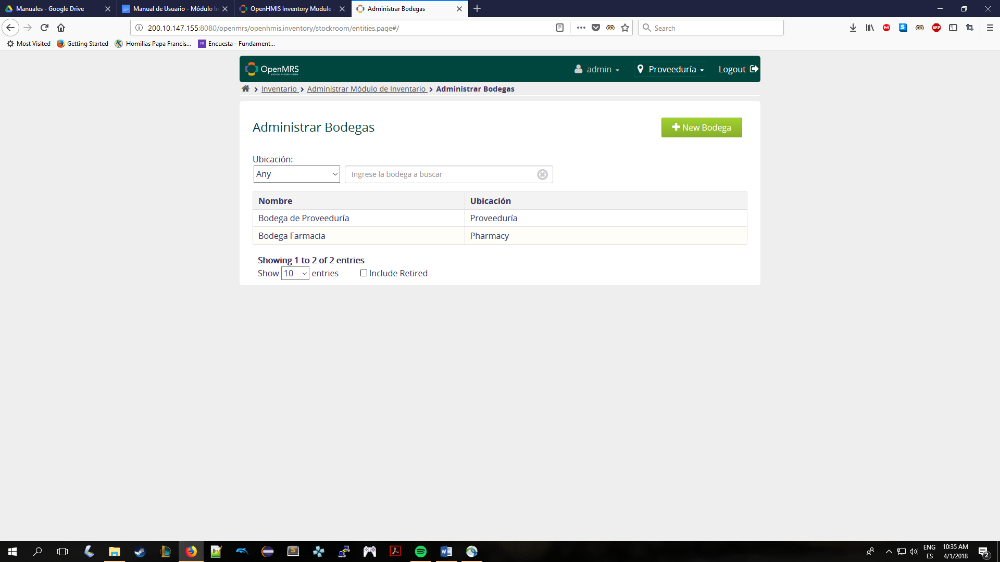 Manuales - Google Drive
Manual de Usuario - Módulo In
OpenHMIS Inventory Module -
Administrar Bodegas
200.10.147.155:8080/openmrs/openhmis.inventory/stockroom/entities.page#/
Search
Most Visited
Getting Started
Homilias Papa Francis...
Encuesta - Fundament...
OpenMRS
MEDICAL RECORD SYSTEM
admin
Proveeduría
Logout
Inventario
Administrar Módulo de Inventario
Administrar Bodegas
Administrar Bodegas
New Bodega
Ubicación:
Any
Ingrese la bodega a buscar
Nombre Ubicación
Bodega de Proveeduría Proveeduría
Bodega Farmacia Pharmacy
Showing 1 to 2 of 2 entries
Show 10 entries Include Retired
ENG
ES
10:35 AM
4/1/2018
2